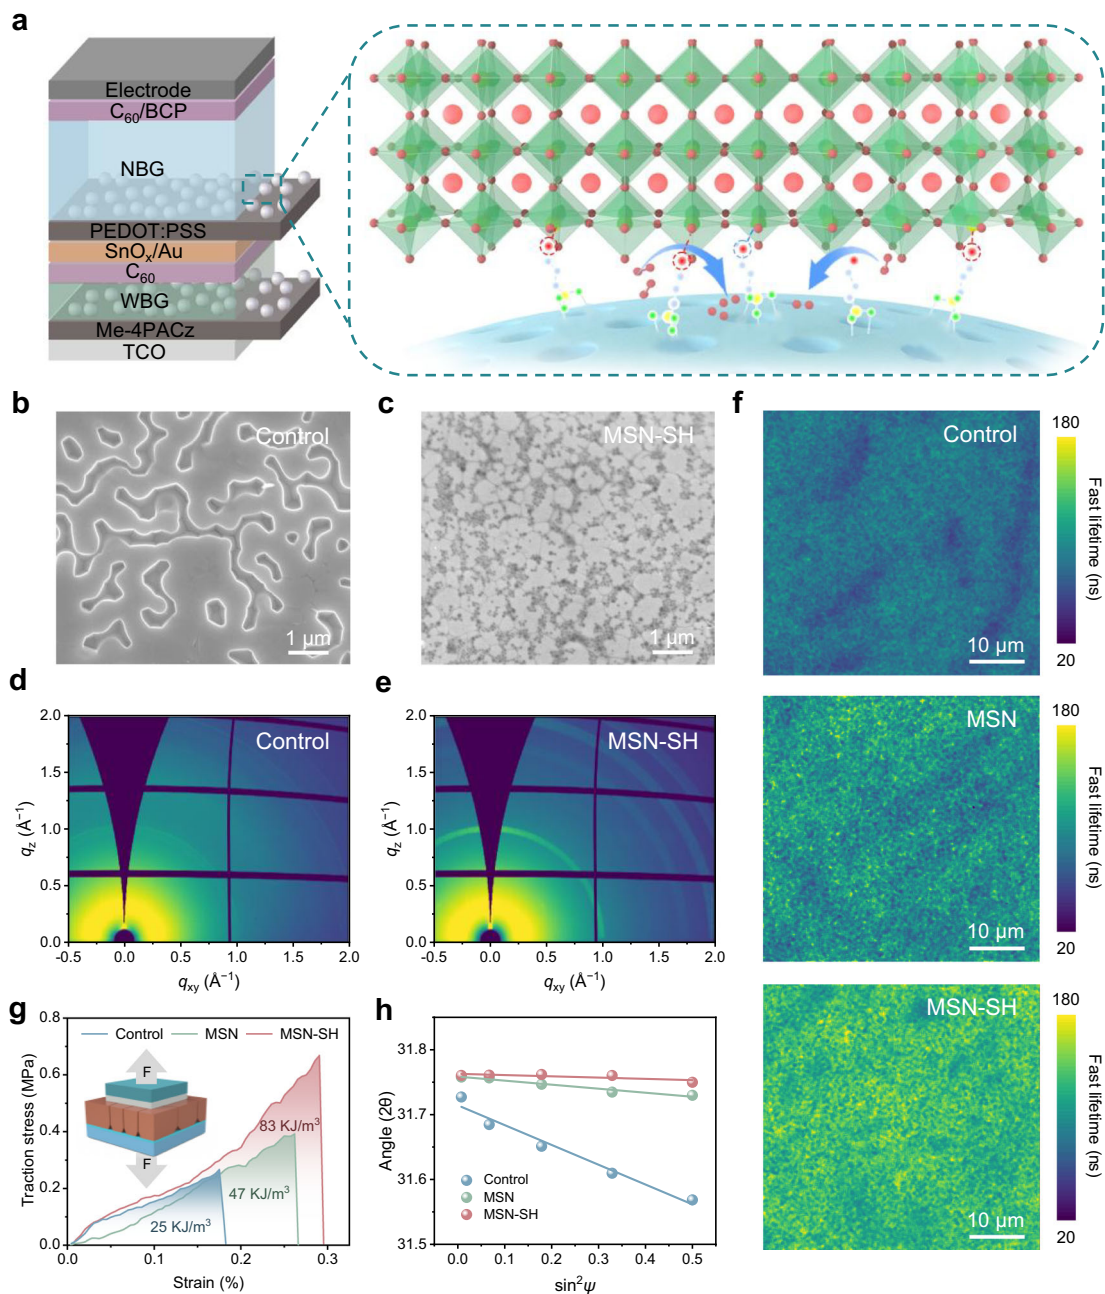 a
Electrode
C₆₀/BCP
NBG
PEDOT:PSS
SnOₓ/Au
C₆₀
WBG
Me-4PACz
TCO
b
Control
1 μm
c
MSN-SH
1 μm
f
Control
10 μm
180
Fast lifetime (ns)
20
MSN
10 μm
180
Fast lifetime (ns)
20
MSN-SH
10 μm
180
Fast lifetime (ns)
20
d
Control
2.0
1.5
1.0
0.5
0.0
q_z (Å⁻¹)
-0.5 0.0 0.5 1.0 1.5 2.0
q_xy (Å⁻¹)
e
MSN-SH
2.0
1.5
1.0
0.5
0.0
q_z (Å⁻¹)
-0.5 0.0 0.5 1.0 1.5 2.0
q_xy (Å⁻¹)
g
Control MSN MSN-SH
F
F
83 KJ/m³
47 KJ/m³
25 KJ/m³
0.8
0.6
0.4
0.2
0.0
Traction stress (MPa)
0.0 0.1 0.2 0.3
Strain (%)
h
31.8
31.7
31.6
31.5
Angle (2θ)
Control
MSN
MSN-SH
0.0 0.1 0.2 0.3 0.4 0.5
sin²ψ